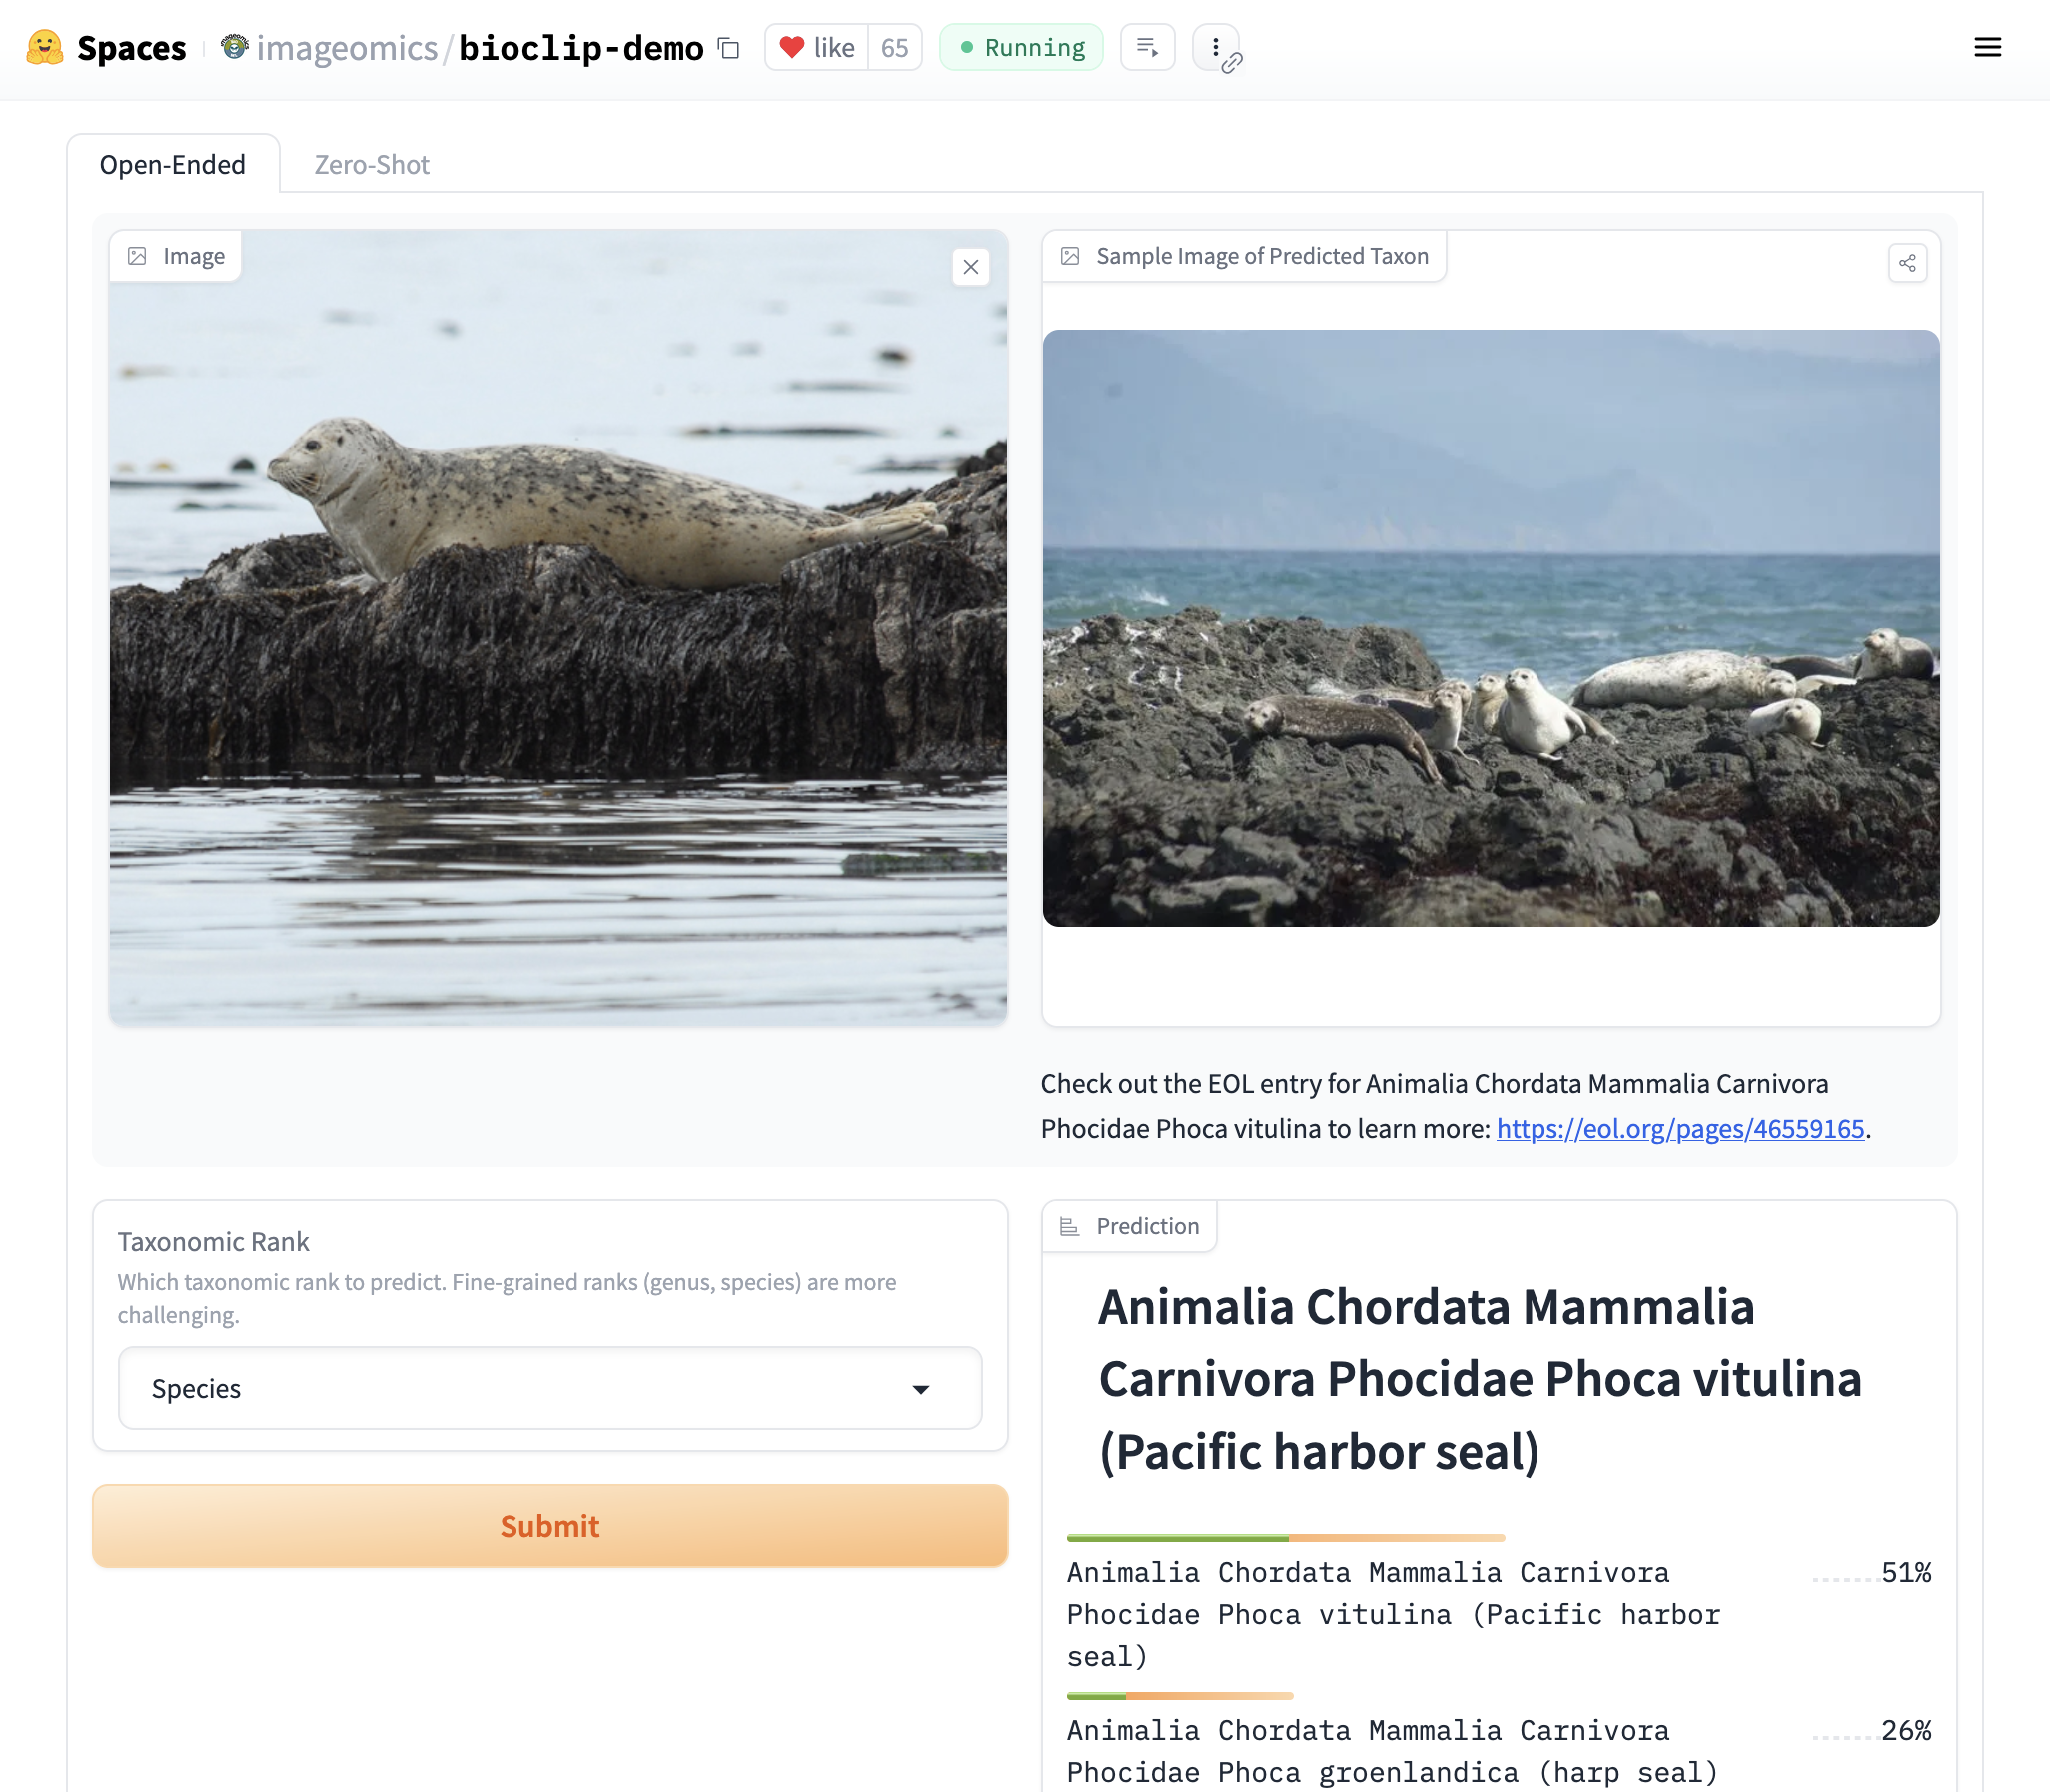 Spaces imageomics/bioclip-demo like 65 Running
Open-Ended Zero-Shot
Image
Sample Image of Predicted Taxon
Check out the EOL entry for Animalia Chordata Mammalia Carnivora
Phocidae Phoca vitulina to learn more: https://eol.org/pages/46559165.
Taxonomic Rank
Which taxonomic rank to predict. Fine-grained ranks (genus, species) are more
challenging.
Species
Submit
Prediction
Animalia Chordata Mammalia
Carnivora Phocidae Phoca vitulina
(Pacific harbor seal)
Animalia Chordata Mammalia Carnivora 51%
Phocidae Phoca vitulina (Pacific harbor
seal)
Animalia Chordata Mammalia Carnivora 26%
Phocidae Phoca groenlandica (harp seal)